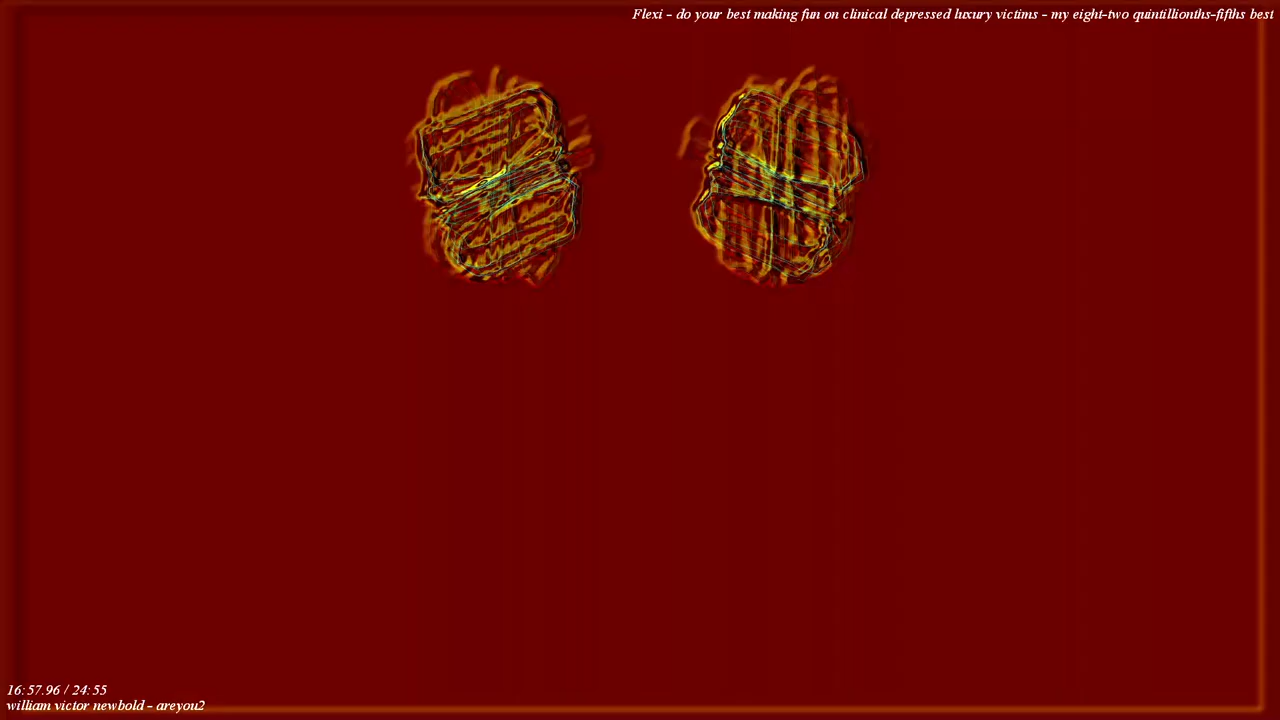 Flexi - do your best making fun on clinical depressed luxury victims - my eight-two quintillionths-fifths best
16:57.96 / 24:55
william victor newbold - areyou2